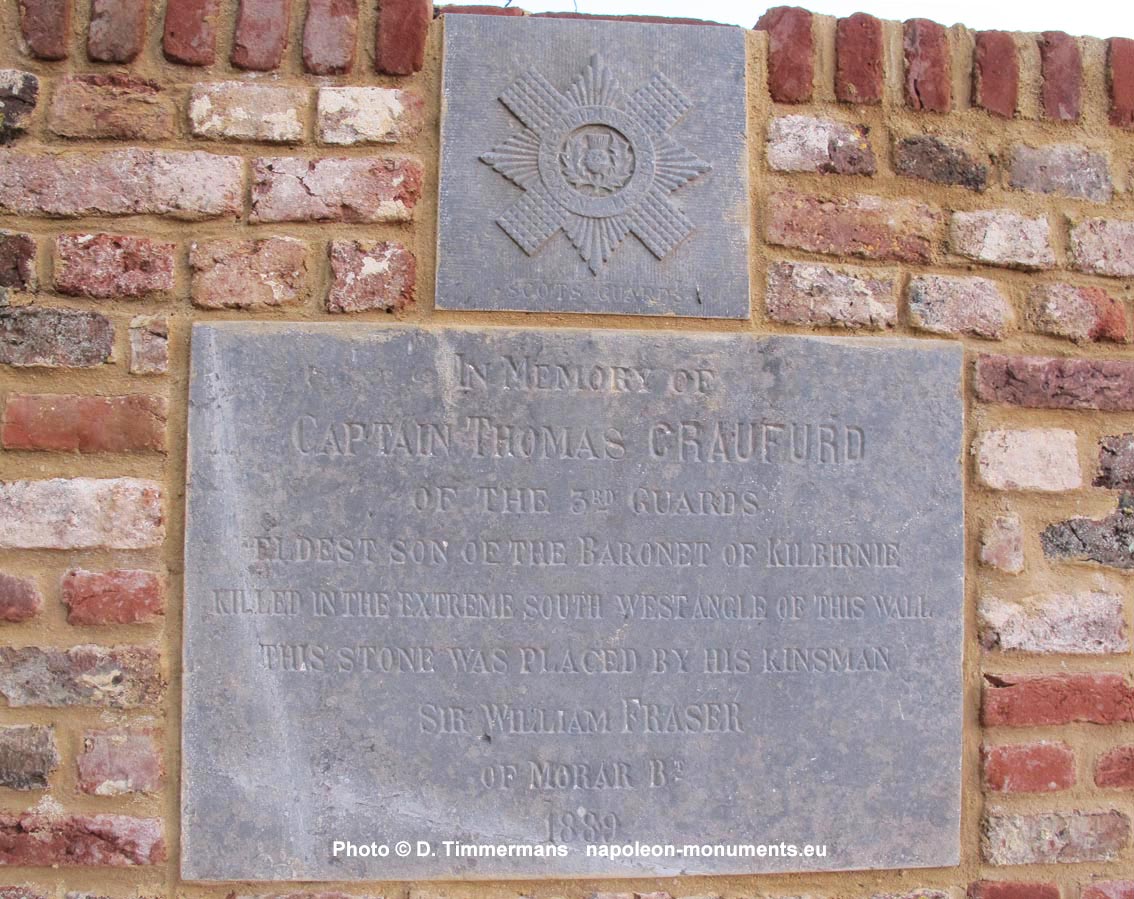 SCOTS GUARDS
IN MEMORY OF
CAPTAIN THOMAS CRAUFURD
OF THE 3RD GUARDS
ELDEST SON OF THE BARONET OF KILBIRNIE
KILLED IN THE EXTREME SOUTH WEST ANGLE OF THIS WALL.
THIS STONE WAS PLACED BY HIS KINSMAN
SIR WILLIAM FRASER
OF MORAR BT
1889
Photo © D. Timmermans napoleon-monuments.eu